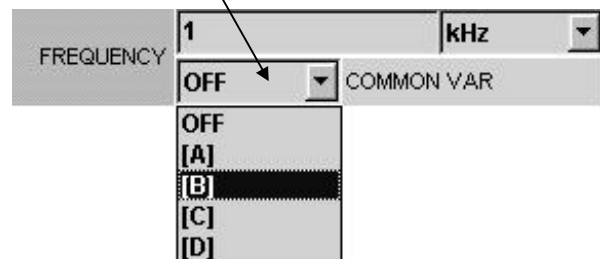 FREQUENCY
1 kHz
OFF COMMON VAR
OFF
[A]
[B]
[C]
[D]